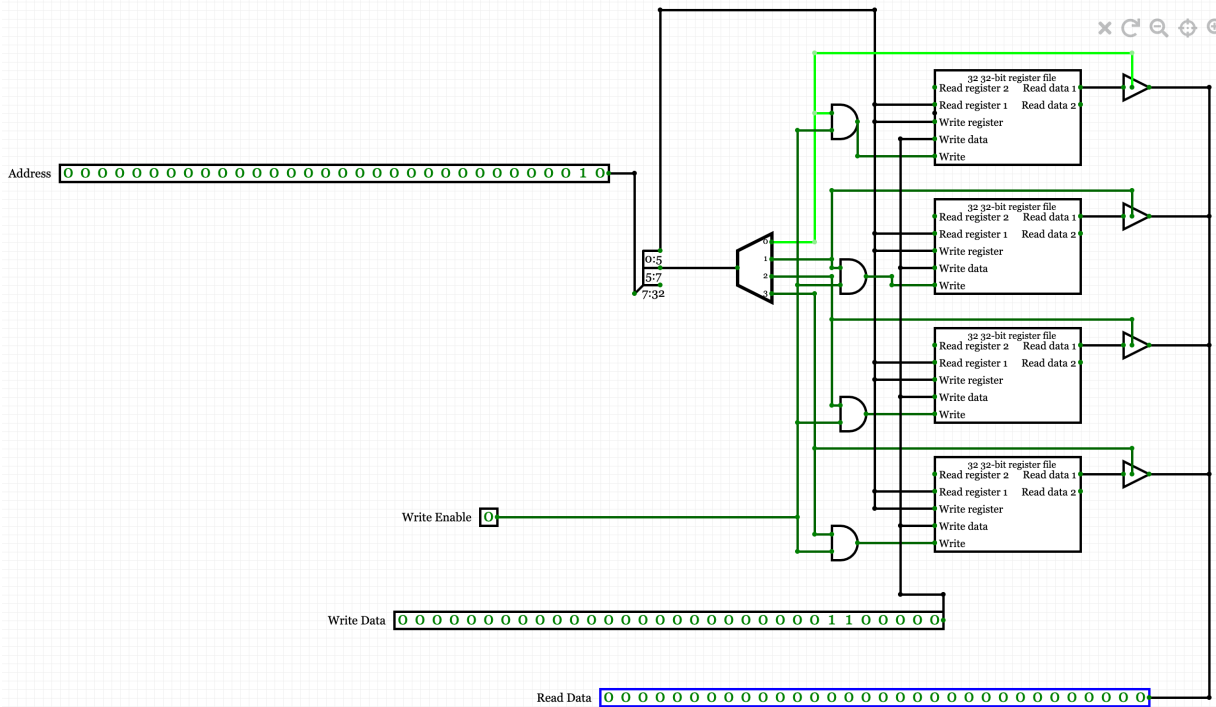 32 32-bit register file
Read register 2 Read data 1
Read register 1 Read data 2
Write register
Write data
Write
Address 0 0 0 0 0 0 0 0 0 0 0 0 0 0 0 0 0 0 0 0 0 0 0 0 0 0 0 0 0 0 1 0
32 32-bit register file
Read register 2 Read data 1
Read register 1 Read data 2
Write register
Write data
Write
0:5
5:7
7:32
0
1
2
3
32 32-bit register file
Read register 2 Read data 1
Read register 1 Read data 2
Write register
Write data
Write
32 32-bit register file
Read register 2 Read data 1
Read register 1 Read data 2
Write register
Write data
Write
Write Enable 0
Write Data 0 0 0 0 0 0 0 0 0 0 0 0 0 0 0 0 0 0 0 0 0 0 0 0 0 1 1 0 0 0 0 0
Read Data 0 0 0 0 0 0 0 0 0 0 0 0 0 0 0 0 0 0 0 0 0 0 0 0 0 0 0 0 0 0 0 0